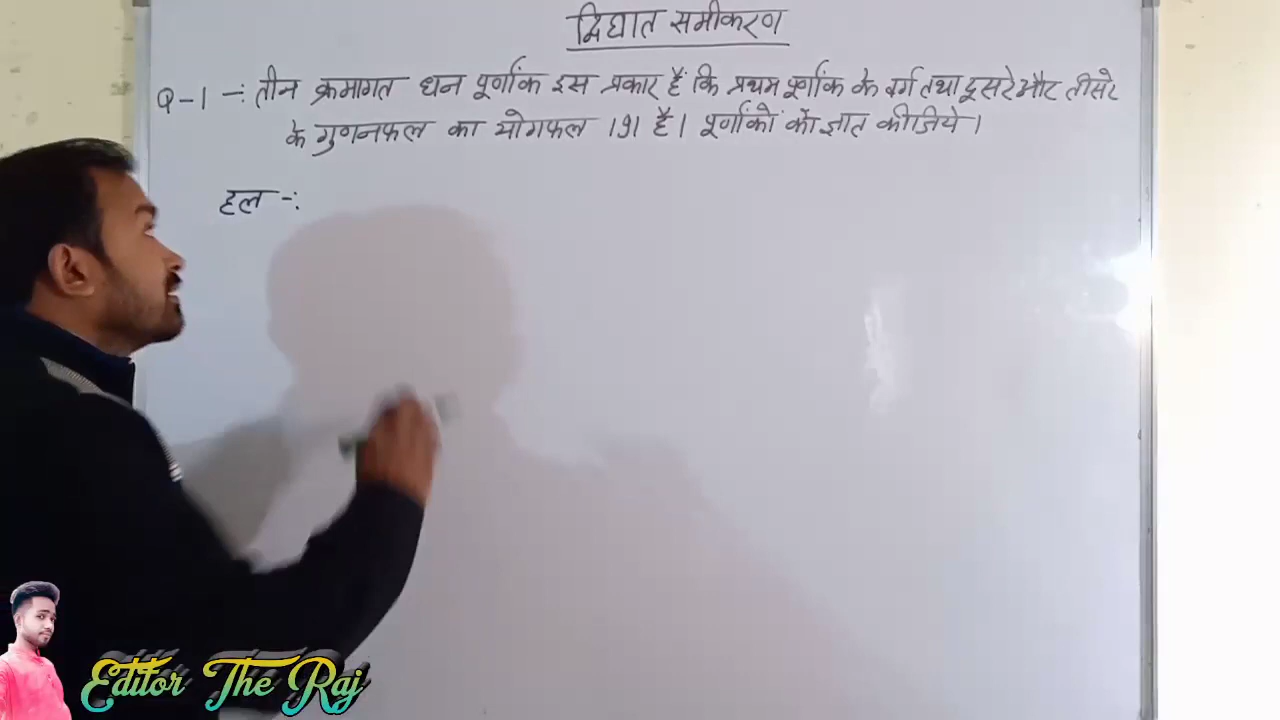 द्विघात समीकरण
Q-1 -: तीन क्रमागत धन पूर्णांक इस प्रकार हैं कि प्रथम पूर्णांक के वर्ग तथा दूसरे और तीसरे
के गुणनफल का योगफल 191 है। पूर्णांकों को ज्ञात कीजिये।
हल -:
Editor The Raj